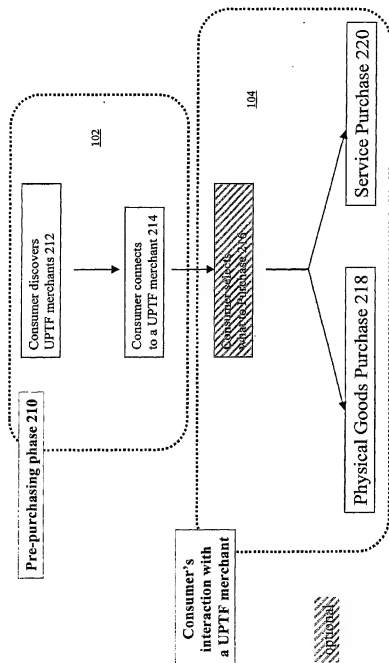 Pre-purchasing phase 210
102
Consumer discovers
UPTF merchants 212
Consumer connects
to a UPTF merchant 214
Consumer's
interaction with
a UPTF merchant
104
Consumer selects
what to Purchase 216
Physical Goods Purchase 218
Service Purchase 220
optional